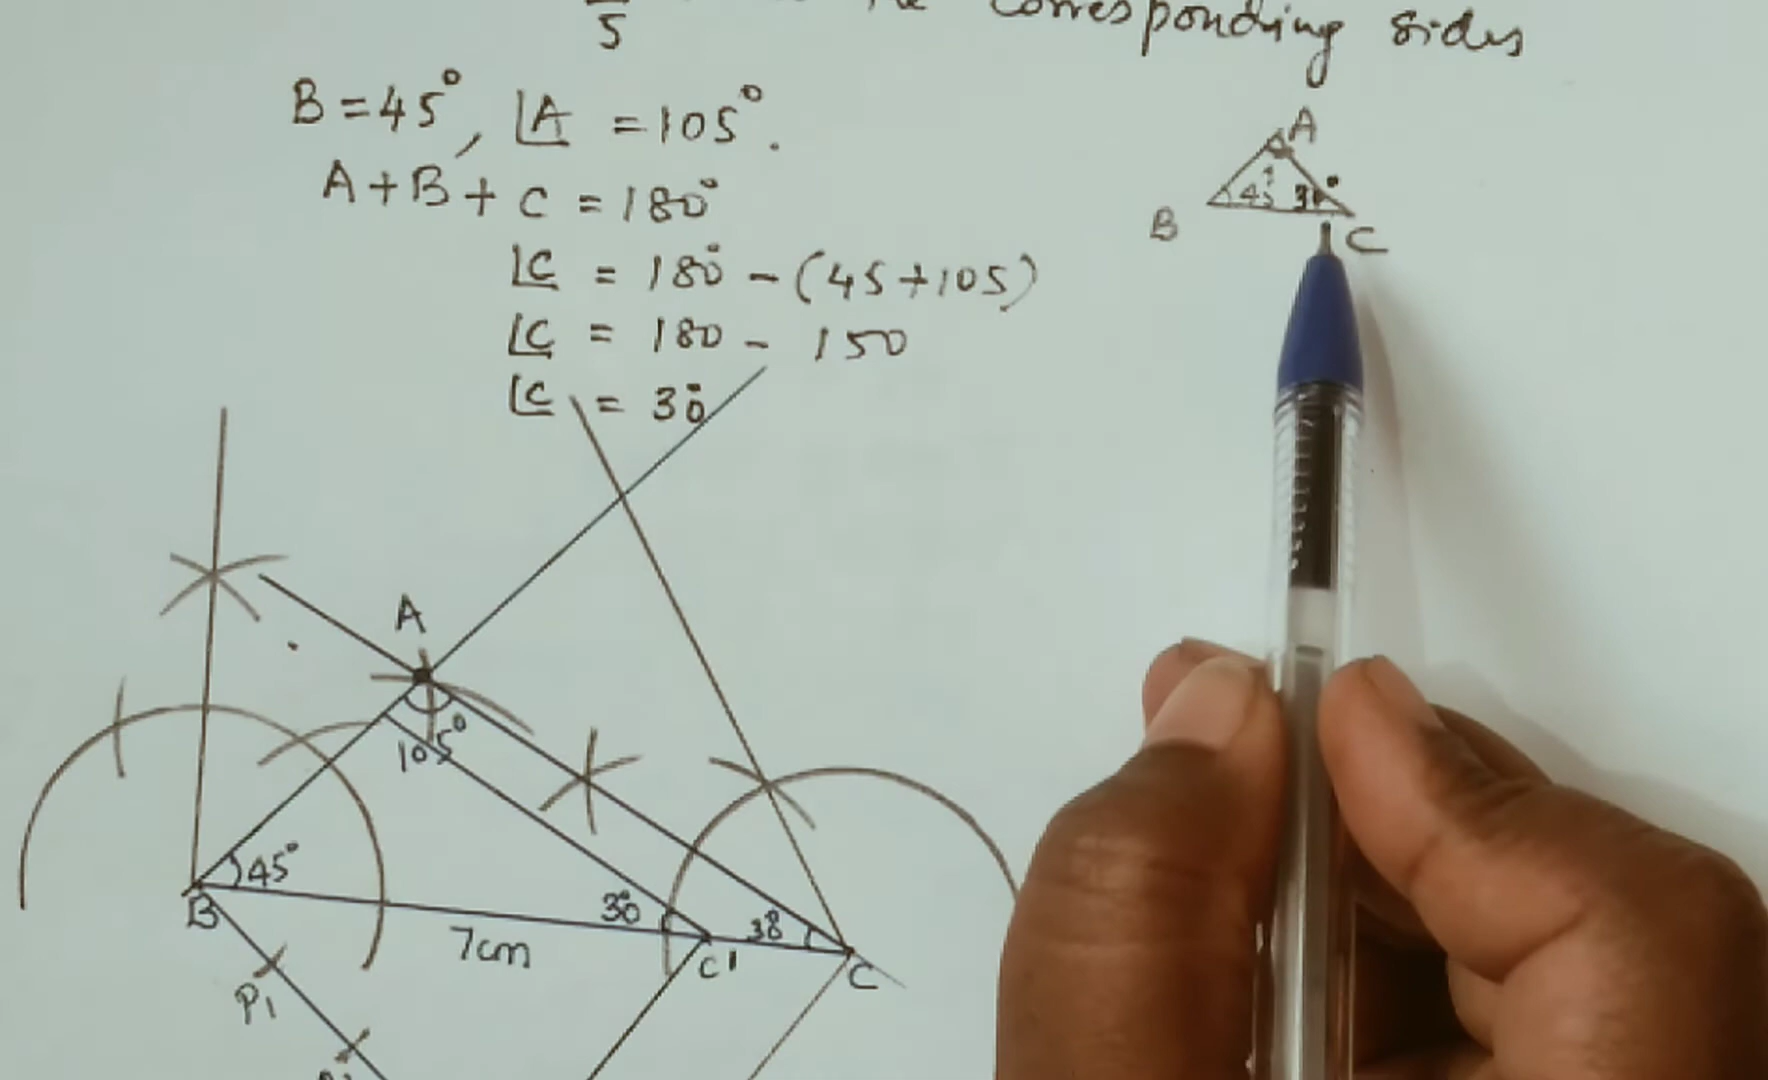 5 corresponding sides
B = 45°, ∠A = 105°.
A + B + C = 180°
∠C = 180° - (45 + 105)
∠C = 180 - 150
∠C = 30°
A
45° 30°
B C
A
105°
45°
B
7cm
30° 30°
C' C
P1